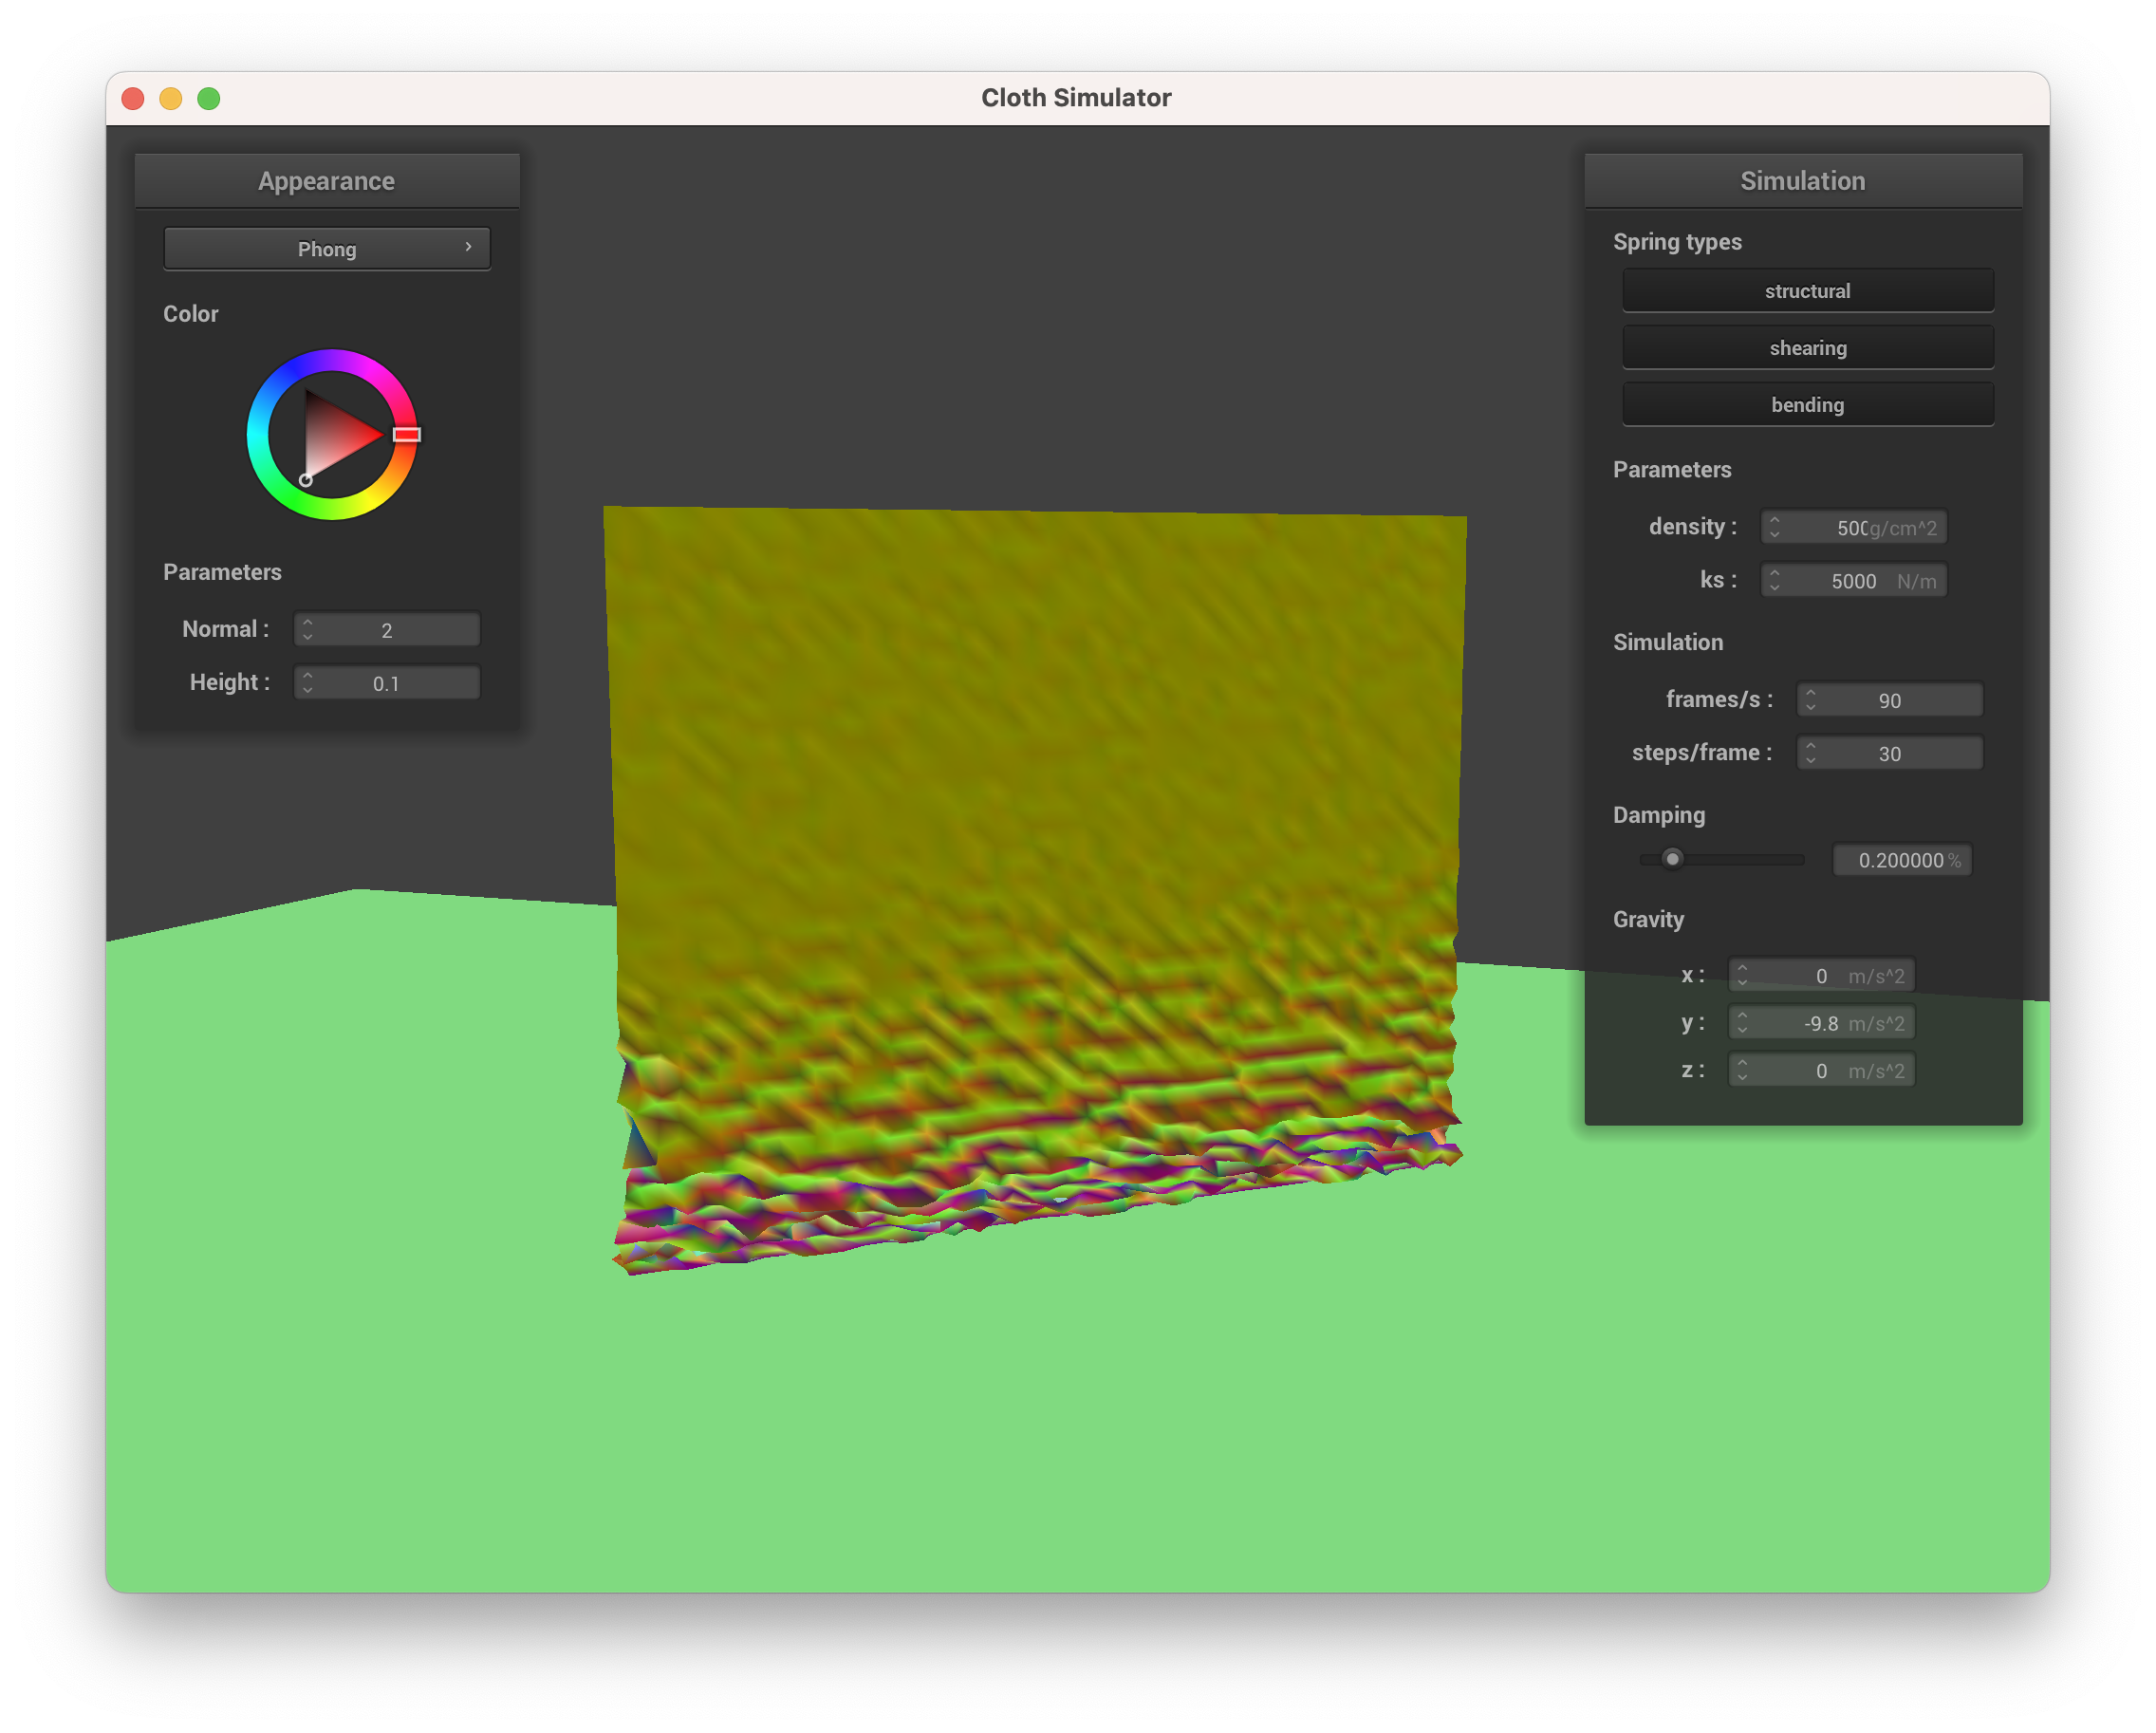 Cloth Simulator
Appearance
Phong
Color
Parameters
Normal : 2
Height : 0.1
Simulation
Spring types
structural
shearing
bending
Parameters
density : 500 g/cm^2
ks : 5000 N/m
Simulation
frames/s : 90
steps/frame : 30
Damping
0.200000 %
Gravity
x : 0 m/s^2
y : -9.8 m/s^2
z : 0 m/s^2